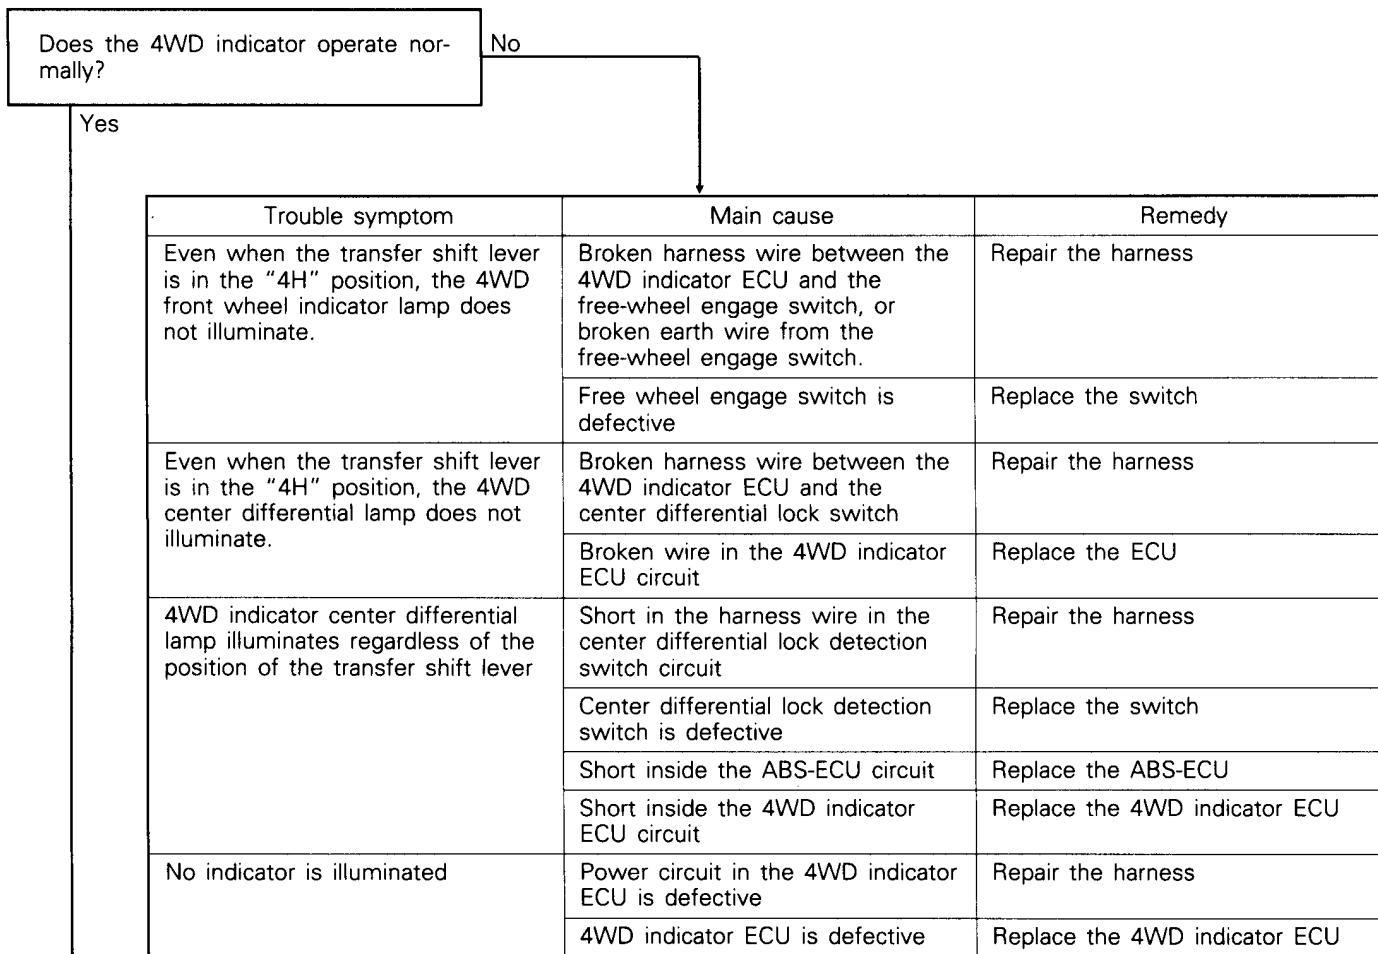 Does the 4WD indicator operate nor-
mally?
No
Yes
Trouble symptom
Main cause
Remedy
Even when the transfer shift lever
is in the "4H" position, the 4WD
front wheel indicator lamp does
not illuminate.
Broken harness wire between the
4WD indicator ECU and the
free-wheel engage switch, or
broken earth wire from the
free-wheel engage switch.
Repair the harness
Free wheel engage switch is
defective
Replace the switch
Even when the transfer shift lever
is in the "4H" position, the 4WD
center differential lamp does not
illuminate.
Broken harness wire between the
4WD indicator ECU and the
center differential lock switch
Repair the harness
Broken wire in the 4WD indicator
ECU circuit
Replace the ECU
4WD indicator center differential
lamp illuminates regardless of the
position of the transfer shift lever
Short in the harness wire in the
center differential lock detection
switch circuit
Repair the harness
Center differential lock detection
switch is defective
Replace the switch
Short inside the ABS-ECU circuit
Replace the ABS-ECU
Short inside the 4WD indicator
ECU circuit
Replace the 4WD indicator ECU
No indicator is illuminated
Power circuit in the 4WD indicator
ECU is defective
Repair the harness
4WD indicator ECU is defective
Replace the 4WD indicator ECU